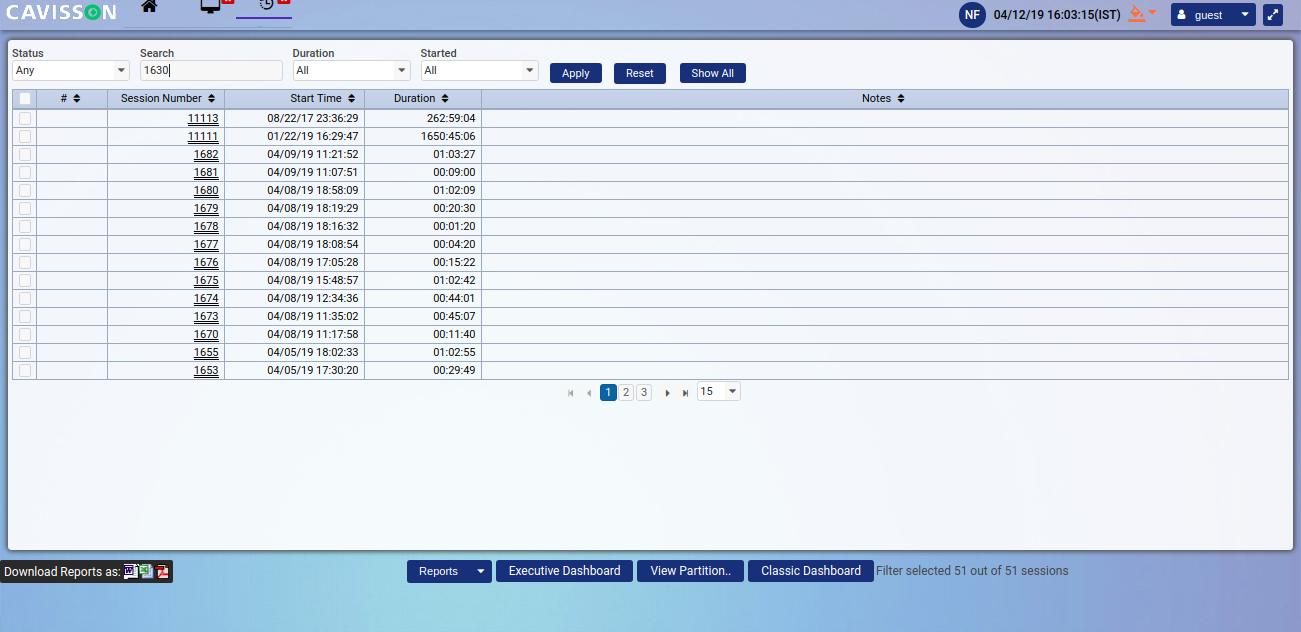 CAVISSON
NF 04/12/19 16:03:15(IST) guest
Status Search Duration Started
Any 1630 All All Apply Reset Show All
# Session Number Start Time Duration Notes
11113 08/22/17 23:36:29 262:59:04
11111 01/22/19 16:29:47 1650:45:06
1682 04/09/19 11:21:52 01:03:27
1681 04/09/19 11:07:51 00:09:00
1680 04/08/19 18:58:09 01:02:09
1679 04/08/19 18:19:29 00:20:30
1678 04/08/19 18:16:32 00:01:20
1677 04/08/19 18:08:54 00:04:20
1676 04/08/19 17:05:28 00:15:22
1675 04/08/19 15:48:57 01:02:42
1674 04/08/19 12:34:36 00:44:01
1673 04/08/19 11:35:02 00:45:07
1670 04/08/19 11:17:58 00:11:40
1655 04/05/19 18:02:33 01:02:55
1653 04/05/19 17:30:20 00:29:49
1 2 3 15
Download Reports as: Reports Executive Dashboard View Partition.. Classic Dashboard Filter selected 51 out of 51 sessions